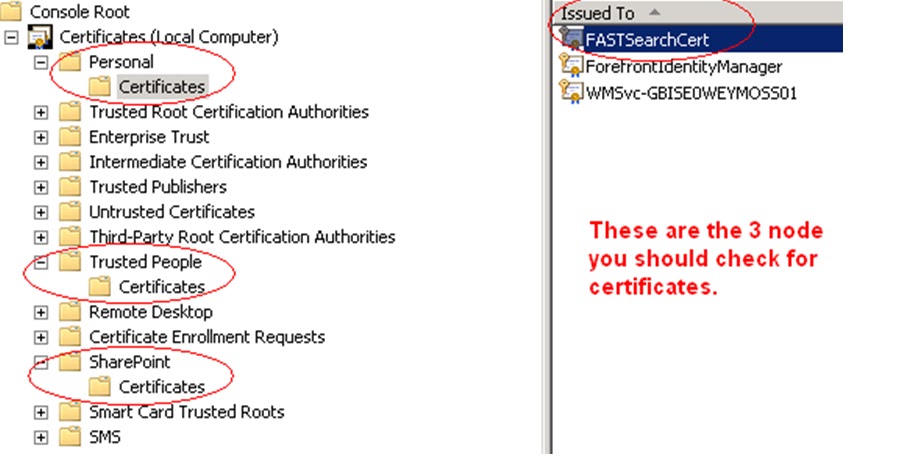 Console Root
Certificates (Local Computer)
Personal
Certificates
Trusted Root Certification Authorities
Enterprise Trust
Intermediate Certification Authorities
Trusted Publishers
Untrusted Certificates
Third-Party Root Certification Authorities
Trusted People
Certificates
Remote Desktop
Certificate Enrollment Requests
SharePoint
Certificates
Smart Card Trusted Roots
SMS
Issued To
FASTSearchCert
ForefrontIdentityManager
WMSvc-GBISE0WEYMOSS01
These are the 3 node
you should check for
certificates.